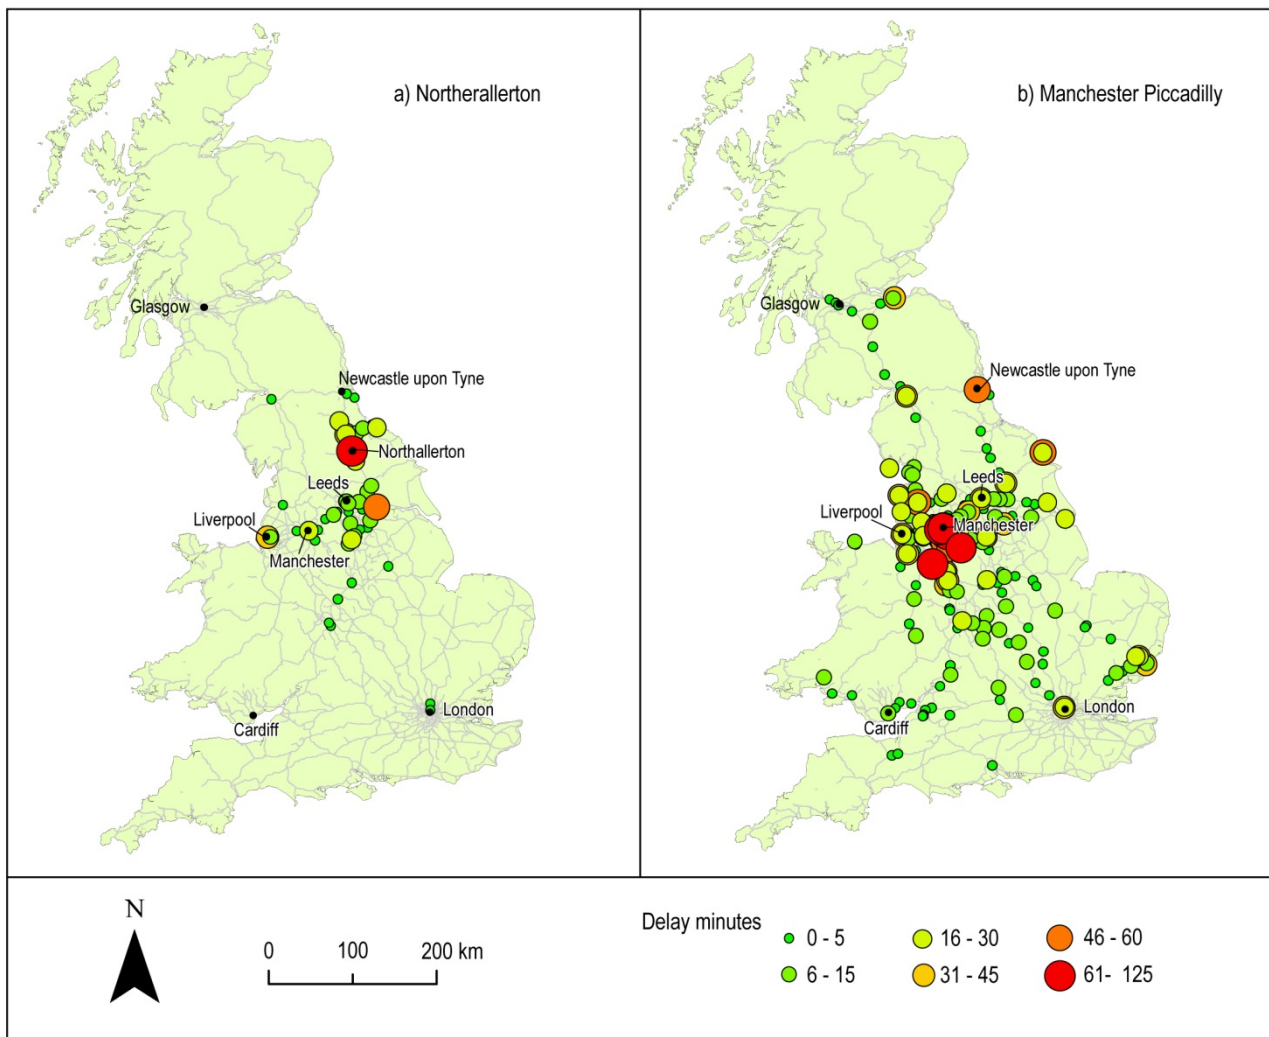 a) Northerallerton
Glasgow
Newcastle upon Tyne
Northallerton
Leeds
Liverpool
Manchester
London
Cardiff
b) Manchester Piccadilly
Glasgow
Newcastle upon Tyne
Leeds
Liverpool
Manchester
London
Cardiff
N
0 100 200 km
Delay minutes
0 - 5 16 - 30 46 - 60
6 - 15 31 - 45 61- 125